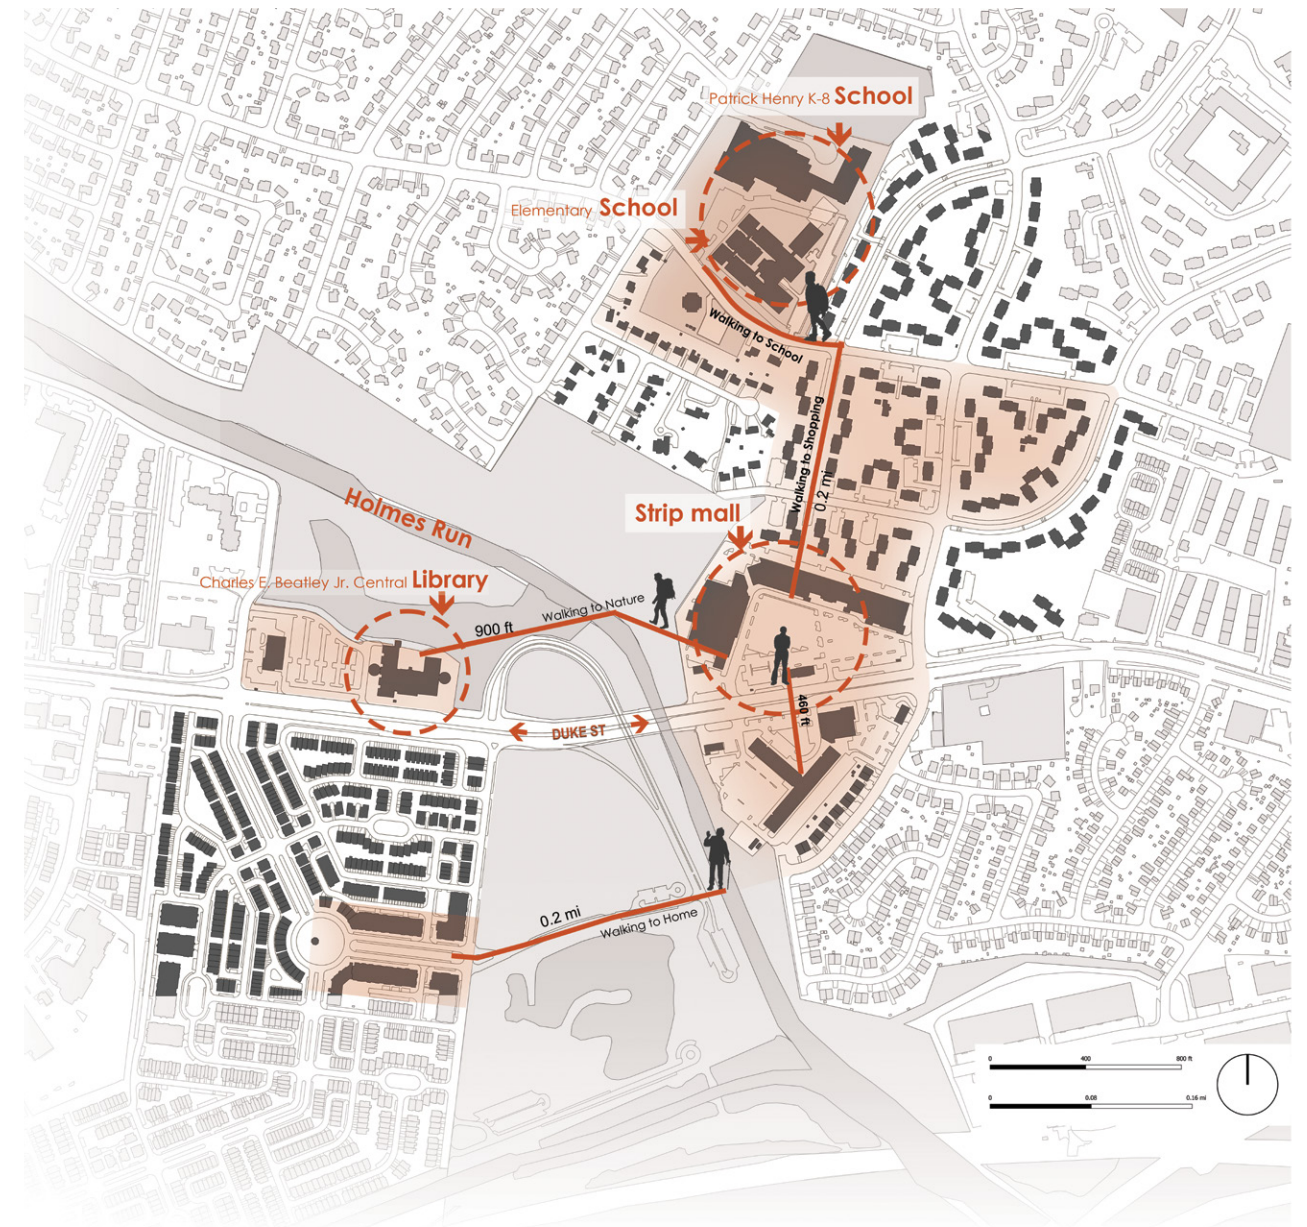 Patrick Henry K-8 School
Elementary School
Walking to School
Walking to Shopping
0.2 mi
Holmes Run
Strip mall
Charles E. Beatley Jr. Central Library
Walking to Nature
900 ft
460 ft
DUKE ST
0.2 mi
Walking to Home
0 400 800 ft
0 0.08 0.16 mi